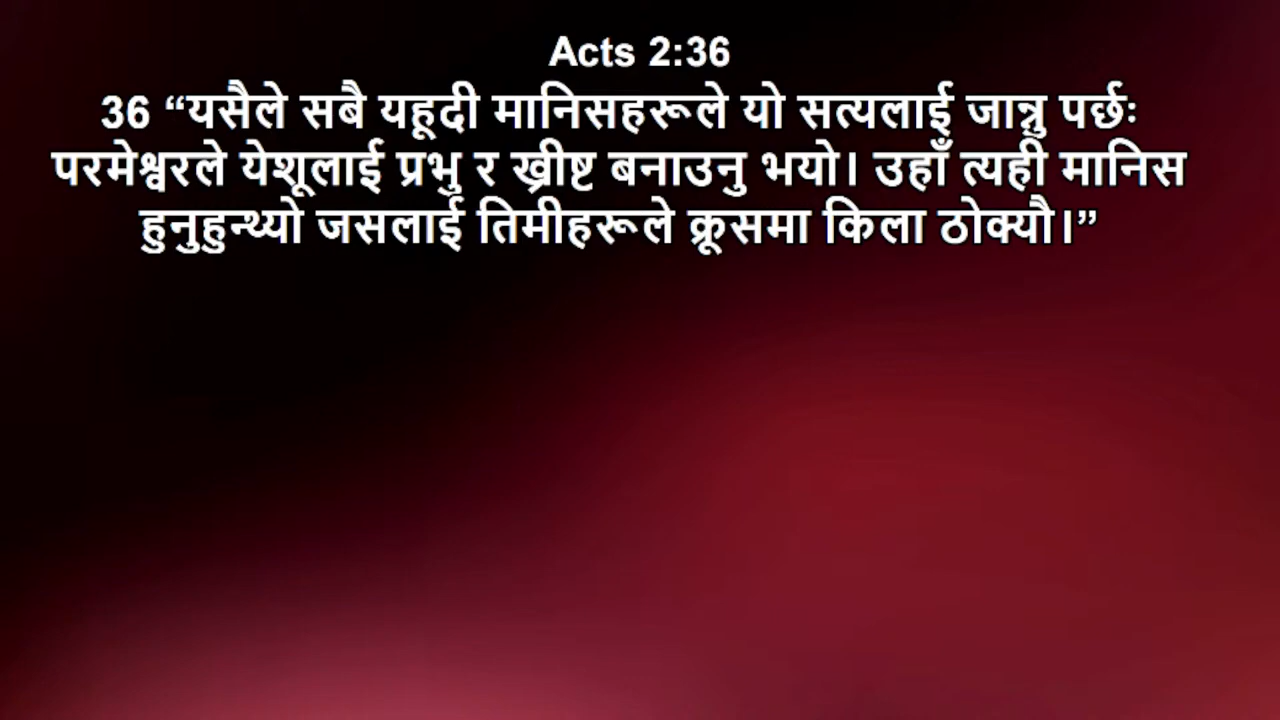 Acts 2:36
36 “यसैले सबै यहूदी मानिसहरूले यो सत्यलाई जान्नु पर्छः
परमेश्वरले येशूलाई प्रभु र ख्रीष्ट बनाउनु भयो। उहाँ त्यही मानिस
हुनुहुन्थ्यो जसलाई तिमीहरूले क्रूसमा किला ठोक्यौ।”